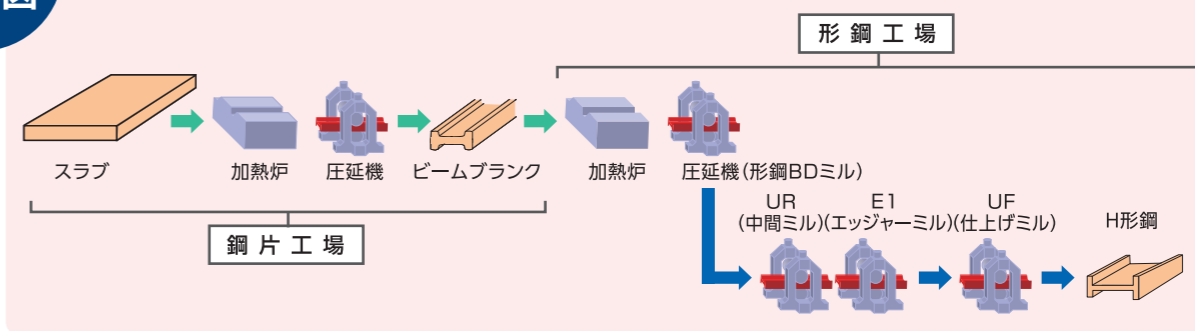 図
形鋼工場
スラブ
加熱炉
圧延機
ビームブランク
加熱炉
圧延機(形鋼BDミル)
鋼片工場
UR
(中間ミル)
E1
(エッジャーミル)
UF
(仕上げミル)
H形鋼